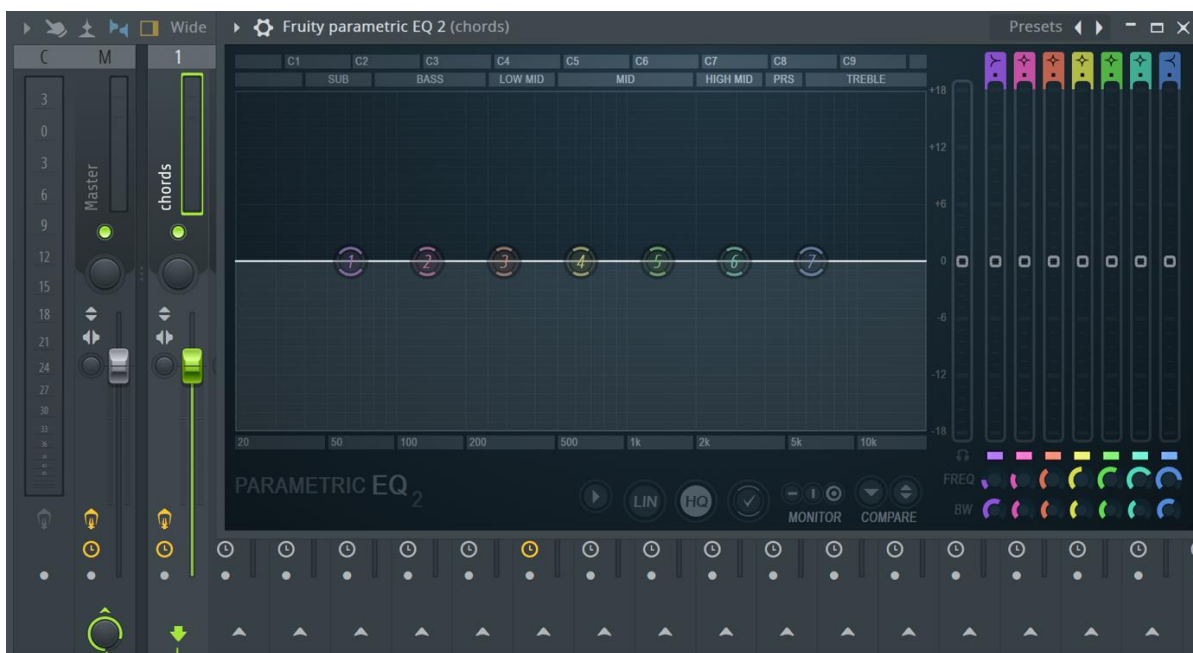 Wide
Fruity parametric EQ 2 (chords)
Presets
C M 1
C1 C2 C3 C4 C5 C6 C7 C8 C9
SUB BASS LOW MID MID HIGH MID PRS TREBLE
3
0
3
6
9
12
15
18
21
24
27
30
33
Master
chords
+18
+12
+6
0
-6
-12
-18
1 2 3 4 5 6 7
20 50 100 200 500 1k 2k 5k 10k
PARAMETRIC EQ 2
LIN
HQ
MONITOR
COMPARE
FREQ
BW